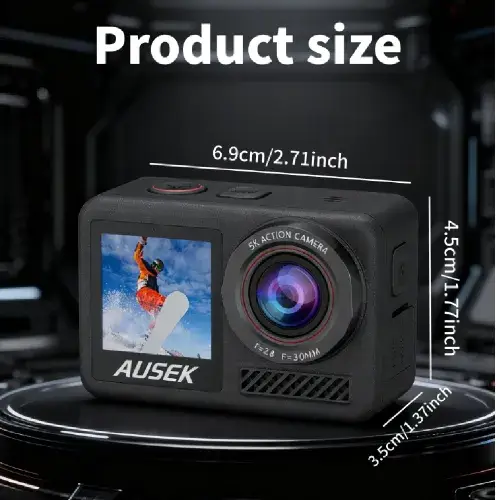 Product size
6.9cm/2.71inch
4.5cm/1.77inch
5K ACTION CAMERA
f=2.8 F=30MM
AUSEK
3.5cm/1.37inch